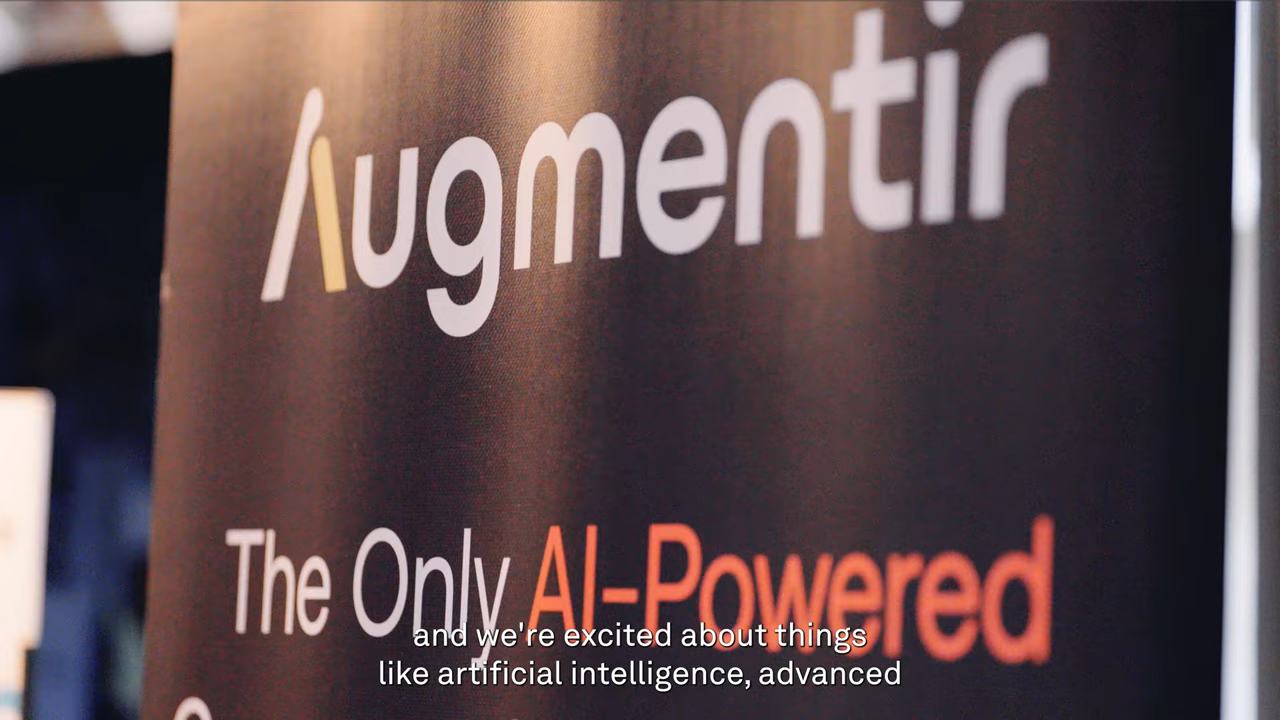 Augmentir
The Only AI-Powered
and we're excited about things
like artificial intelligence, advanced